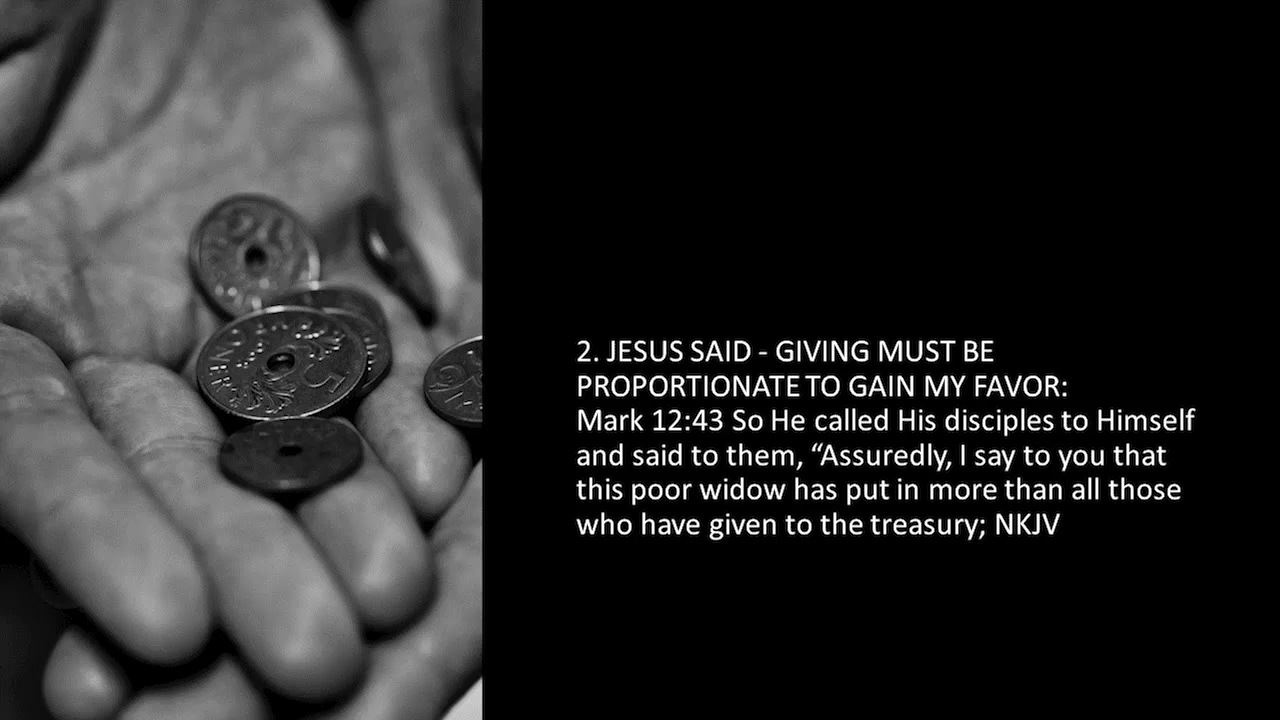 2. JESUS SAID - GIVING MUST BE
PROPORTIONATE TO GAIN MY FAVOR:
Mark 12:43 So He called His disciples to Himself
and said to them, “Assuredly, I say to you that
this poor widow has put in more than all those
who have given to the treasury; NKJV
KRONER
5